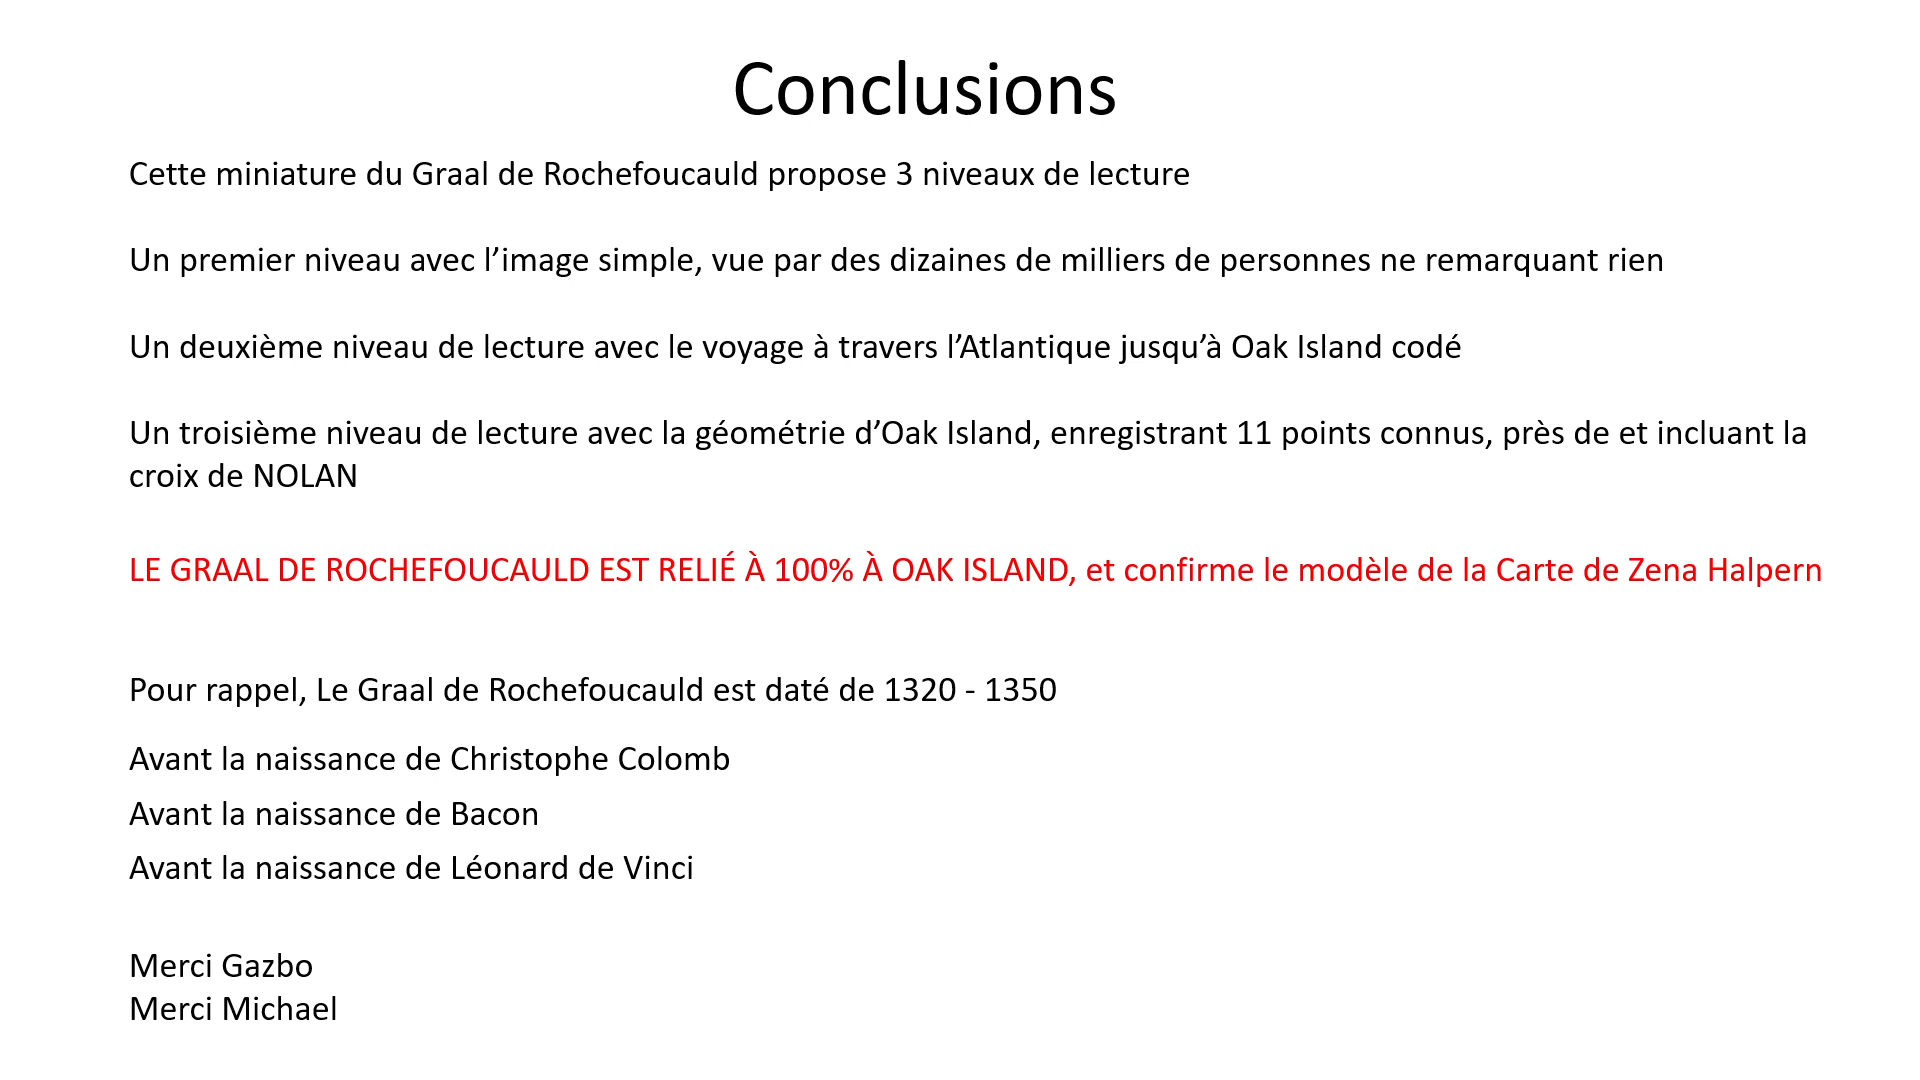 Conclusions
Cette miniature du Graal de Rochefoucauld propose 3 niveaux de lecture
Un premier niveau avec l’image simple, vue par des dizaines de milliers de personnes ne remarquant rien
Un deuxième niveau de lecture avec le voyage à travers l’Atlantique jusqu’à Oak Island codé
Un troisième niveau de lecture avec la géométrie d’Oak Island, enregistrant 11 points connus, près de et incluant la
croix de NOLAN
LE GRAAL DE ROCHEFOUCAULD EST RELIÉ À 100% À OAK ISLAND, et confirme le modèle de la Carte de Zena Halpern
Pour rappel, Le Graal de Rochefoucauld est daté de 1320 - 1350
Avant la naissance de Christophe Colomb
Avant la naissance de Bacon
Avant la naissance de Léonard de Vinci
Merci Gazbo
Merci Michael